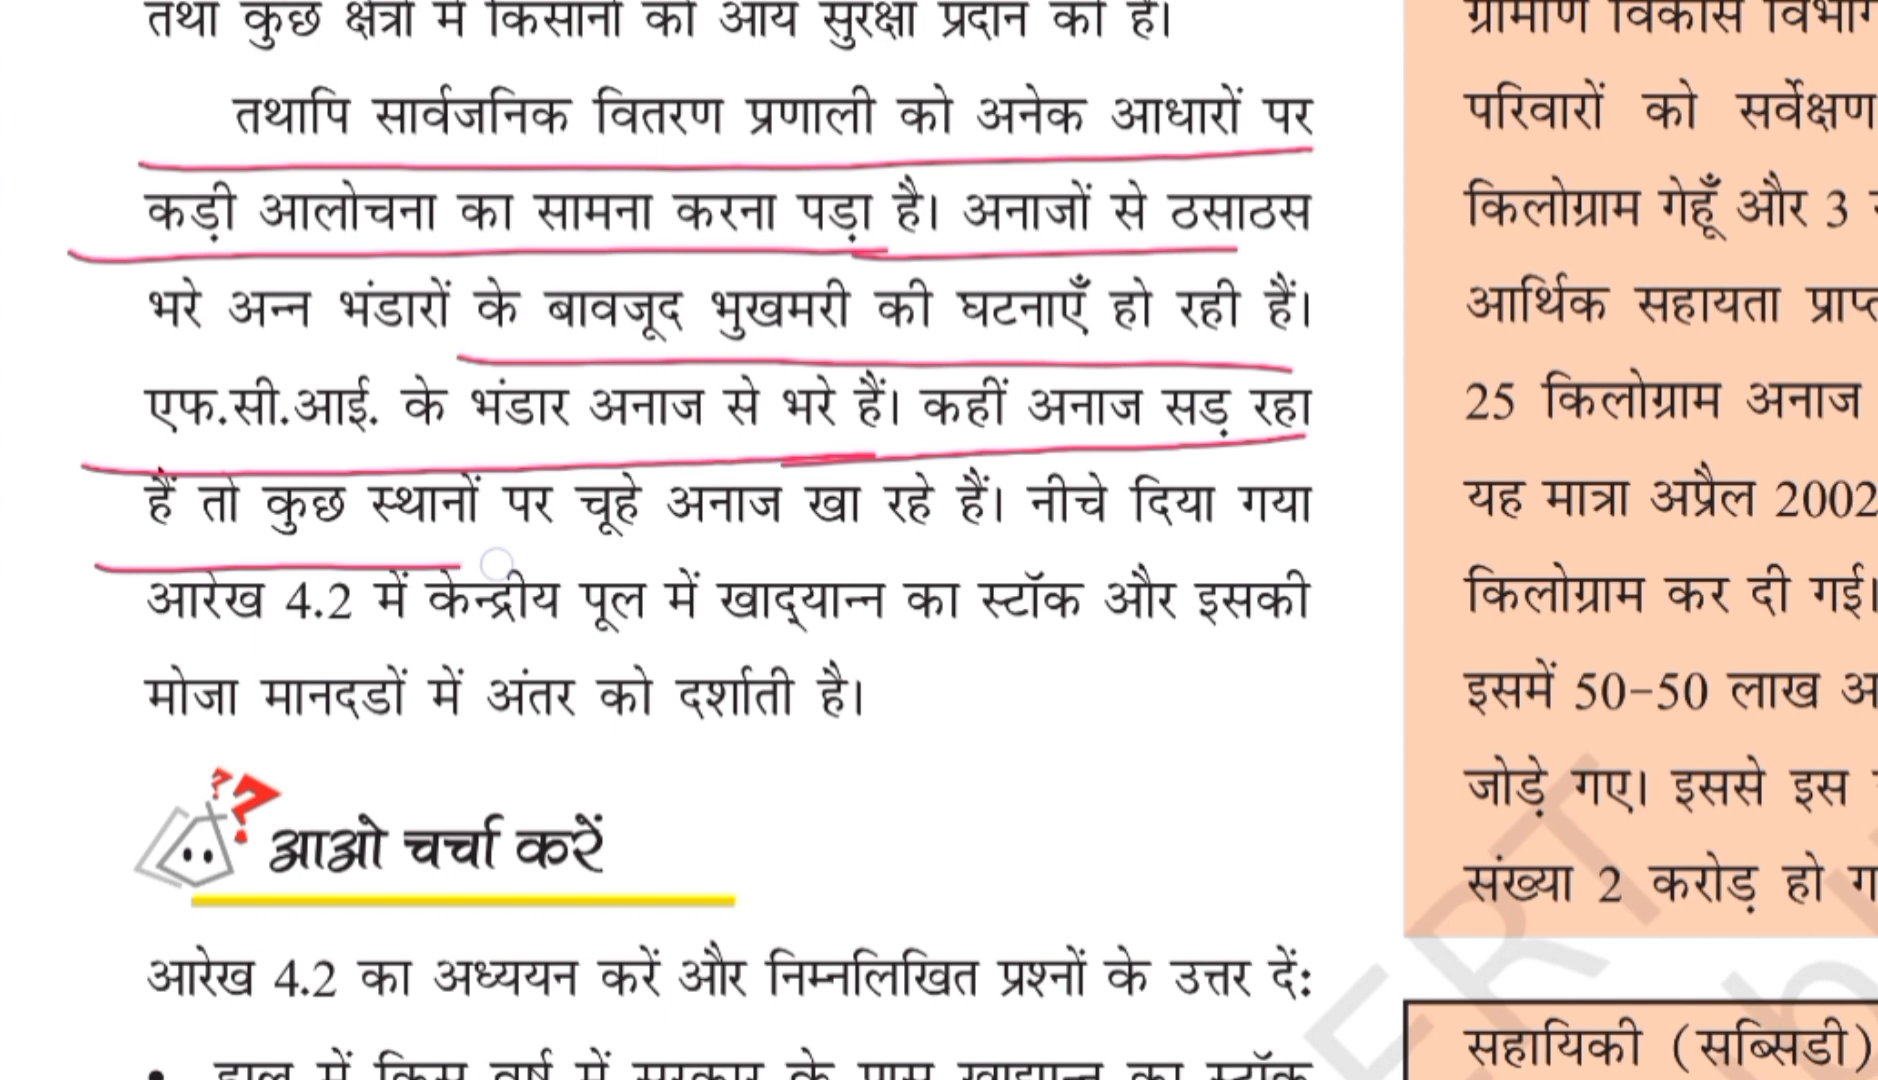 तथा कुछ क्षेत्रों में किसानों को आय सुरक्षा प्रदान की है।
तथापि सार्वजनिक वितरण प्रणाली को अनेक आधारों पर
कड़ी आलोचना का सामना करना पड़ा है। अनाजों से ठसाठस
भरे अन्न भंडारों के बावजूद भुखमरी की घटनाएँ हो रही हैं।
एफ.सी.आई. के भंडार अनाज से भरे हैं। कहीं अनाज सड़ रहा
हैं तो कुछ स्थानों पर चूहे अनाज खा रहे हैं। नीचे दिया गया
आरेख 4.2 में केन्द्रीय पूल में खाद्यान्न का स्टॉक और इसकी
मोजा मानदडों में अंतर को दर्शाती है।
आओ चर्चा करें
आरेख 4.2 का अध्ययन करें और निम्नलिखित प्रश्नों के उत्तर दें:
• हाल में किस वर्ष में सरकार के पास खाद्यान्न का स्टॉक
ग्रामीण विकास
परिवारों को सर्वेक्षण
किलोग्राम गेहूँ और 3
आर्थिक सहायता
25 किलोग्राम अनाज
यह मात्रा अप्रैल 2002
किलोग्राम कर दी गई।
इसमें 50-50 लाख
जोड़े गए। इससे इस
संख्या 2 करोड़ हो
सहायिकी (सब्सिडी)